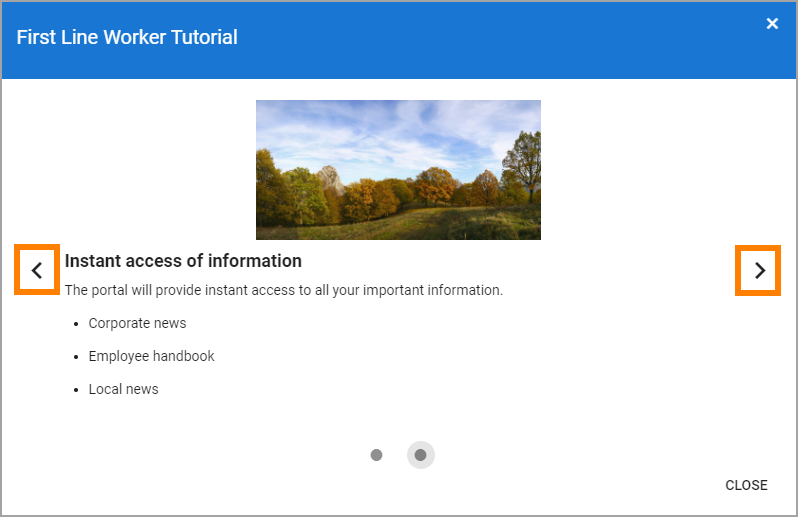 First Line Worker Tutorial
Instant access of information
The portal will provide instant access to all your important information.
Corporate news
Employee handbook
Local news
CLOSE